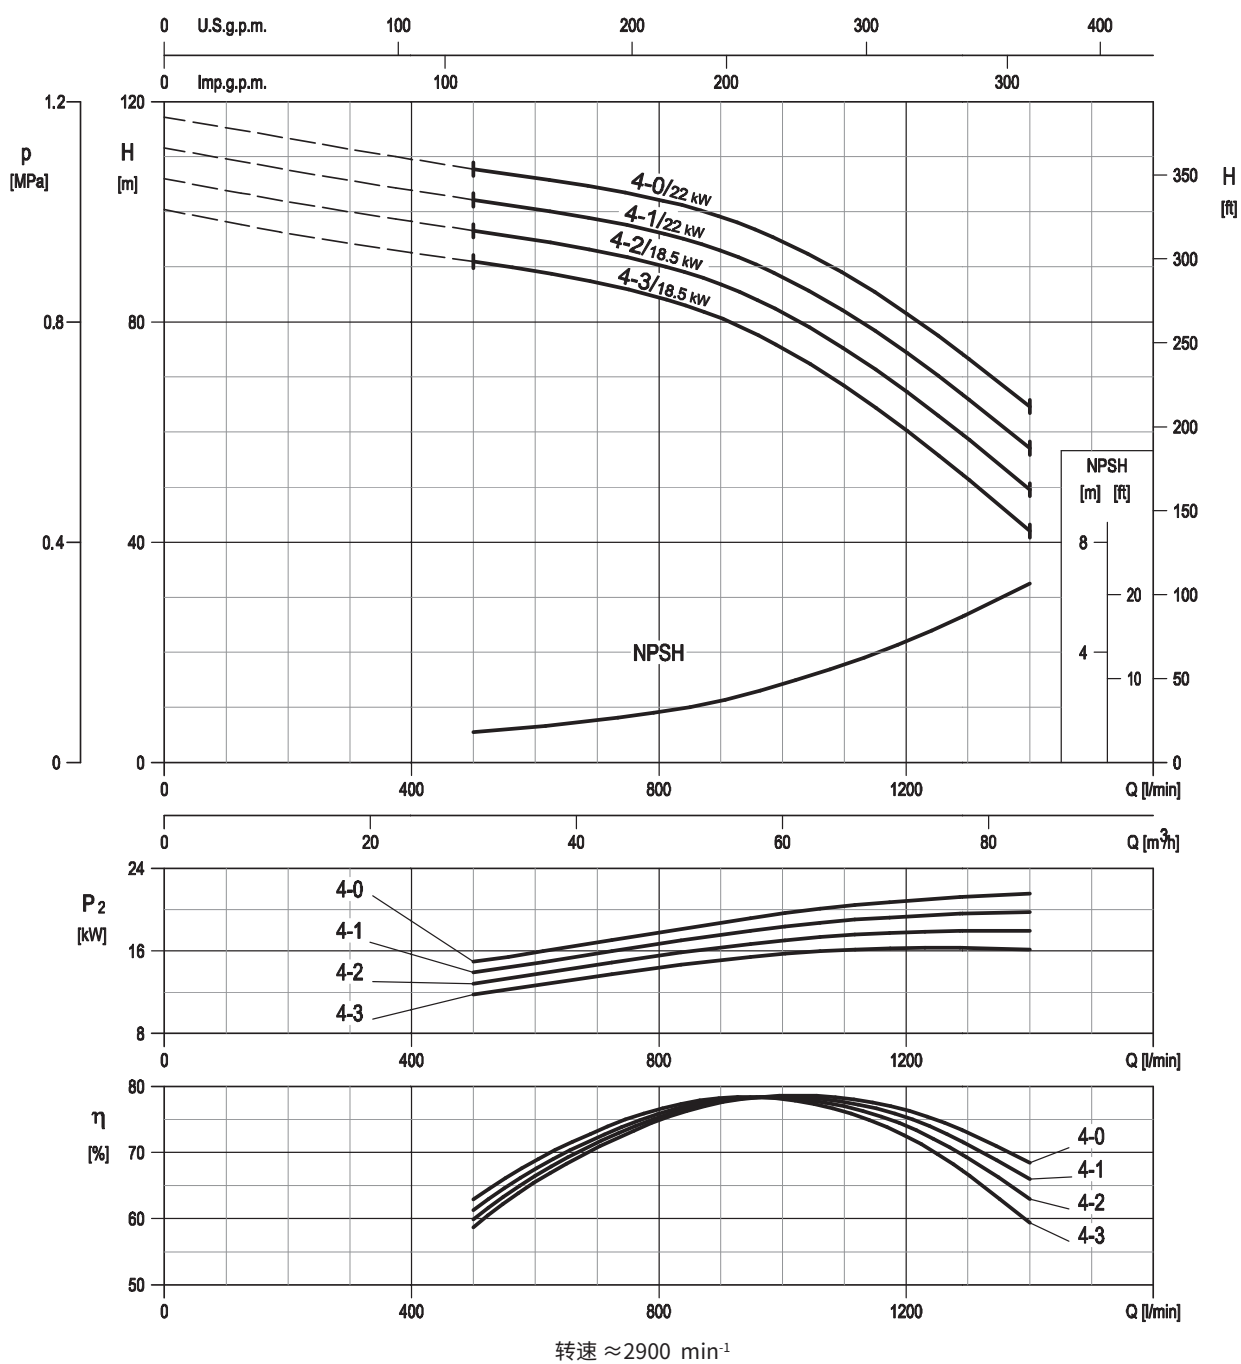 0 U.S.g.p.m. 100 200 300 400
0 Imp.g.p.m. 100 200 300
1.2 120
p H
[MPa] [m]
350 H
[ft]
4-0/22 kW
4-1/22 kW
4-2/18.5 kW
4-3/18.5 kW
300
0.8 80
250
200
NPSH
[m] [ft]
150
0.4 40 8
20 100
NPSH 4
10 50
0 0 0
0 400 800 1200 Q [l/min]
0 20 40 60 80 Q [m³/h]
24
4-0
P2
[kW]
4-1
16
4-2
4-3
8
0 400 800 1200 Q [l/min]
80
η
[%]
4-0
70
4-1
4-2
60
4-3
50
0 400 800 1200 Q [l/min]
转速 ≈2900 min-1